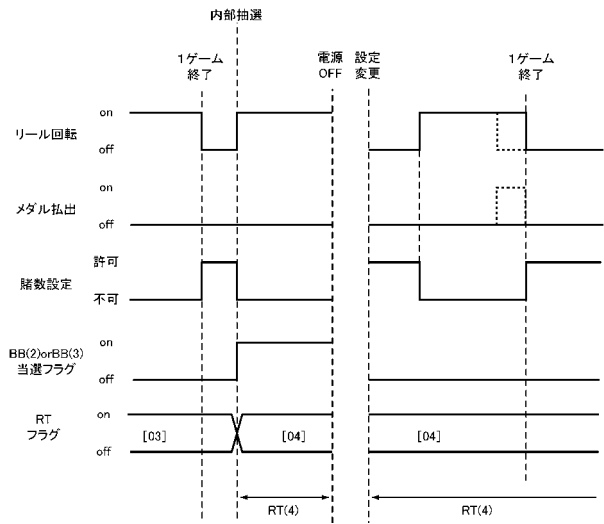 内部抽選
1ゲーム
終了
電源
OFF
設定
変更
1ゲーム
終了
リール回転
on
off
メダル払出
on
off
賭数設定
許可
不可
BB(2)orBB(3)
当選フラグ
on
off
RT
フラグ
on
off
[03]
[04]
[04]
RT(4)
RT(4)